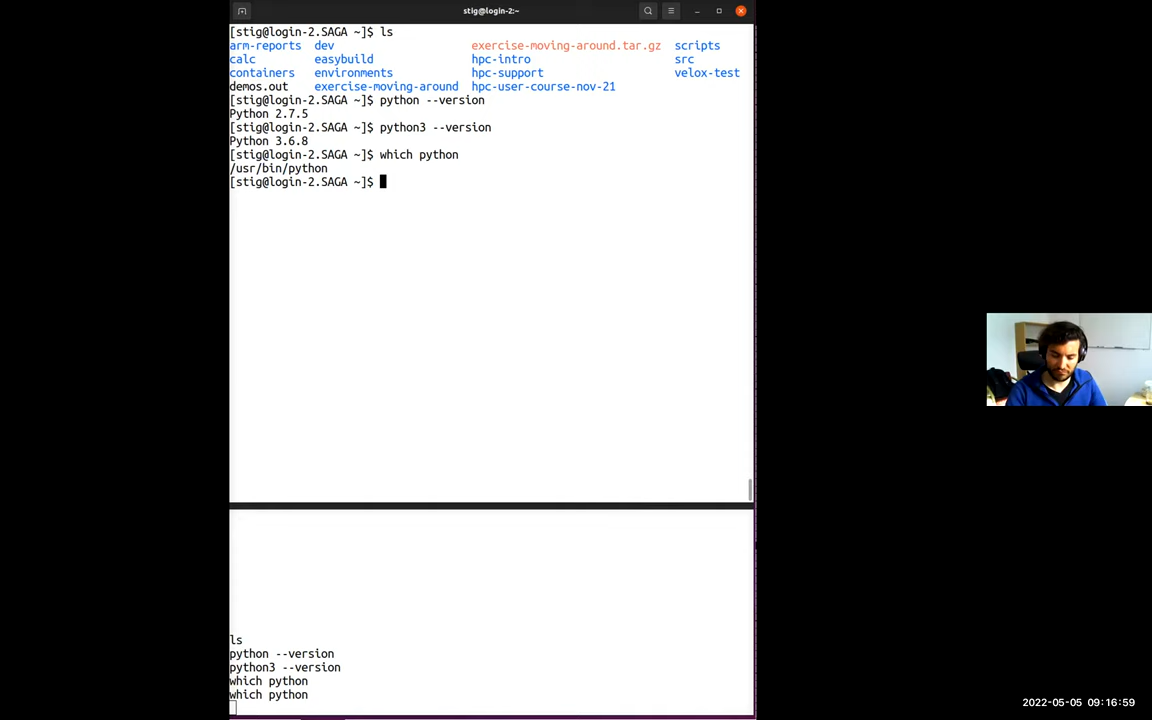 stig@login-2:~
[stig@login-2.SAGA ~]$ ls
arm-reports dev exercise-moving-around.tar.gz scripts
calc easybuild hpc-intro src
containers environments hpc-support velox-test
demos.out exercise-moving-around hpc-user-course-nov-21
[stig@login-2.SAGA ~]$ python --version
Python 2.7.5
[stig@login-2.SAGA ~]$ python3 --version
Python 3.6.8
[stig@login-2.SAGA ~]$ which python
/usr/bin/python
[stig@login-2.SAGA ~]$
ls
python --version
python3 --version
which python
which python
2022-05-05 09:16:59